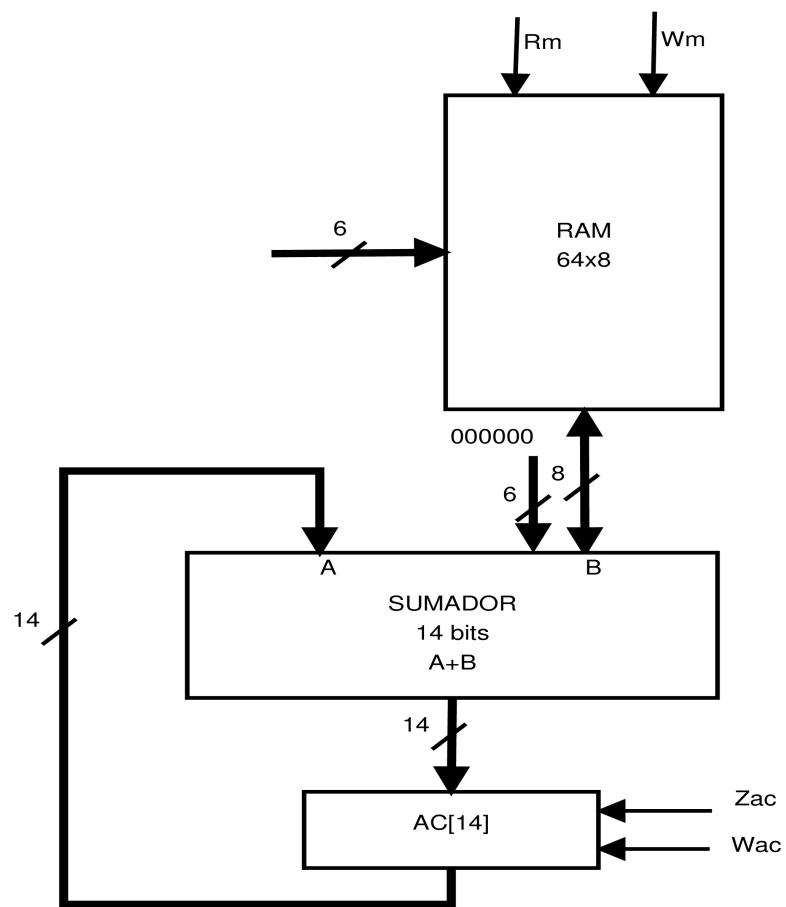 Rm
Wm
6
RAM
64x8
000000
6
8
A
B
14
SUMADOR
14 bits
A+B
14
AC[14]
Zac
Wac